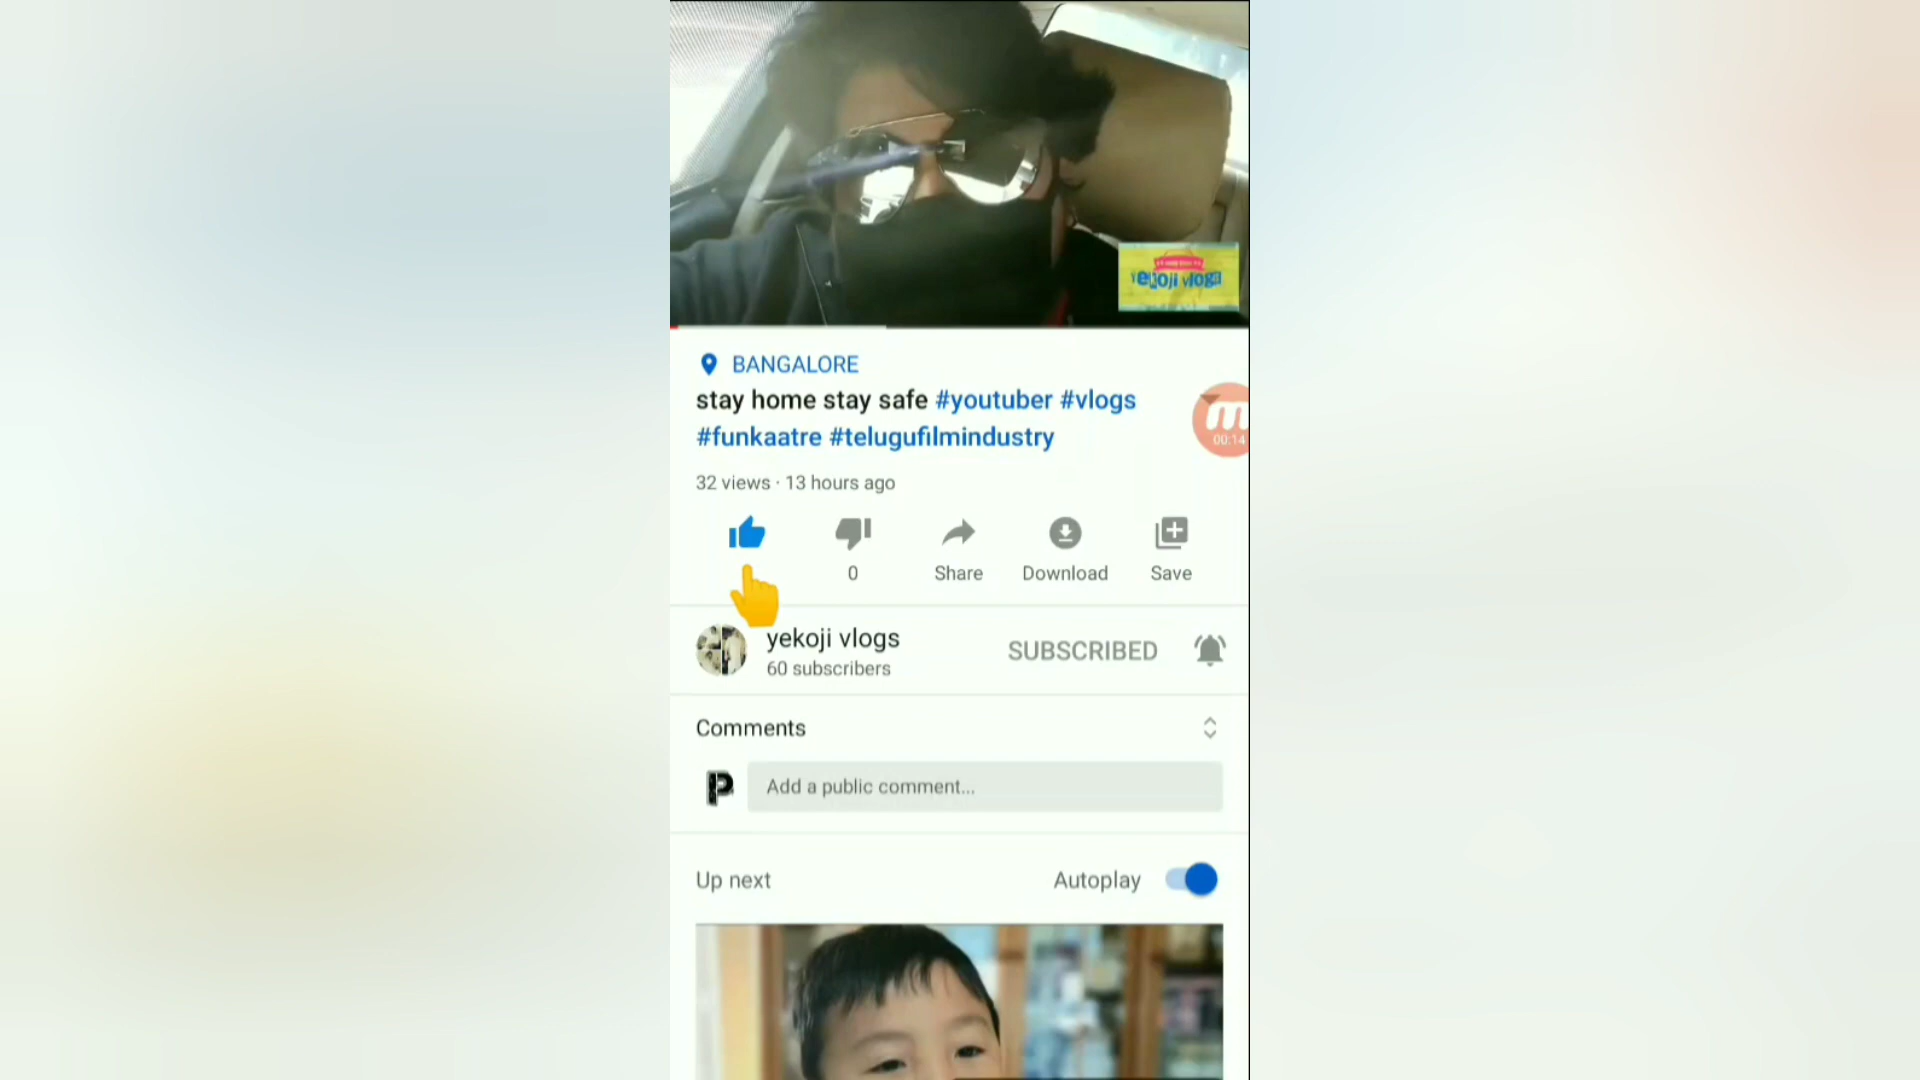 yekoji vlogs
BANGALORE
stay home stay safe #youtuber #vlogs
#funkaatre #telugufilmindustry
m
00:14
32 views · 13 hours ago
0
Share
Download
Save
yekoji vlogs
60 subscribers
SUBSCRIBED
Comments
P
Add a public comment...
Up next
Autoplay